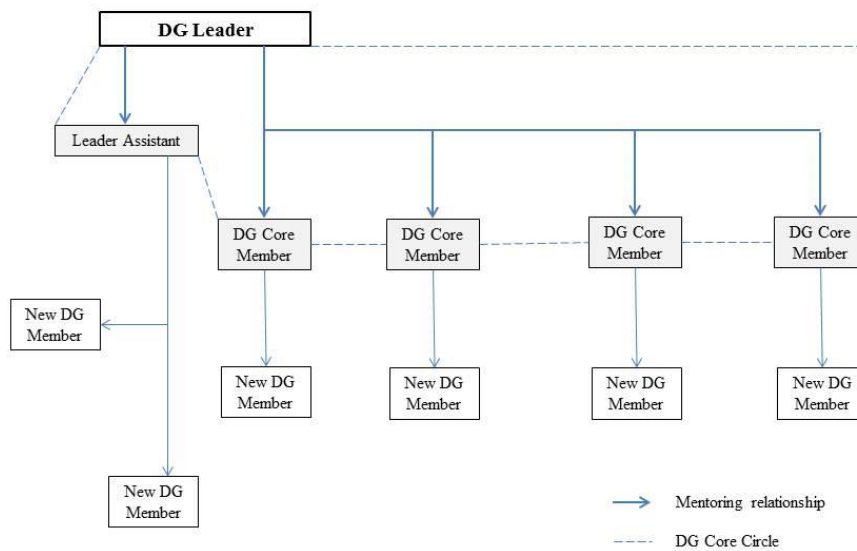 DG Leader
Leader Assistant
DG Core
Member
DG Core
Member
DG Core
Member
DG Core
Member
New DG
Member
New DG
Member
New DG
Member
New DG
Member
New DG
Member
New DG
Member
Mentoring relationship
DG Core Circle